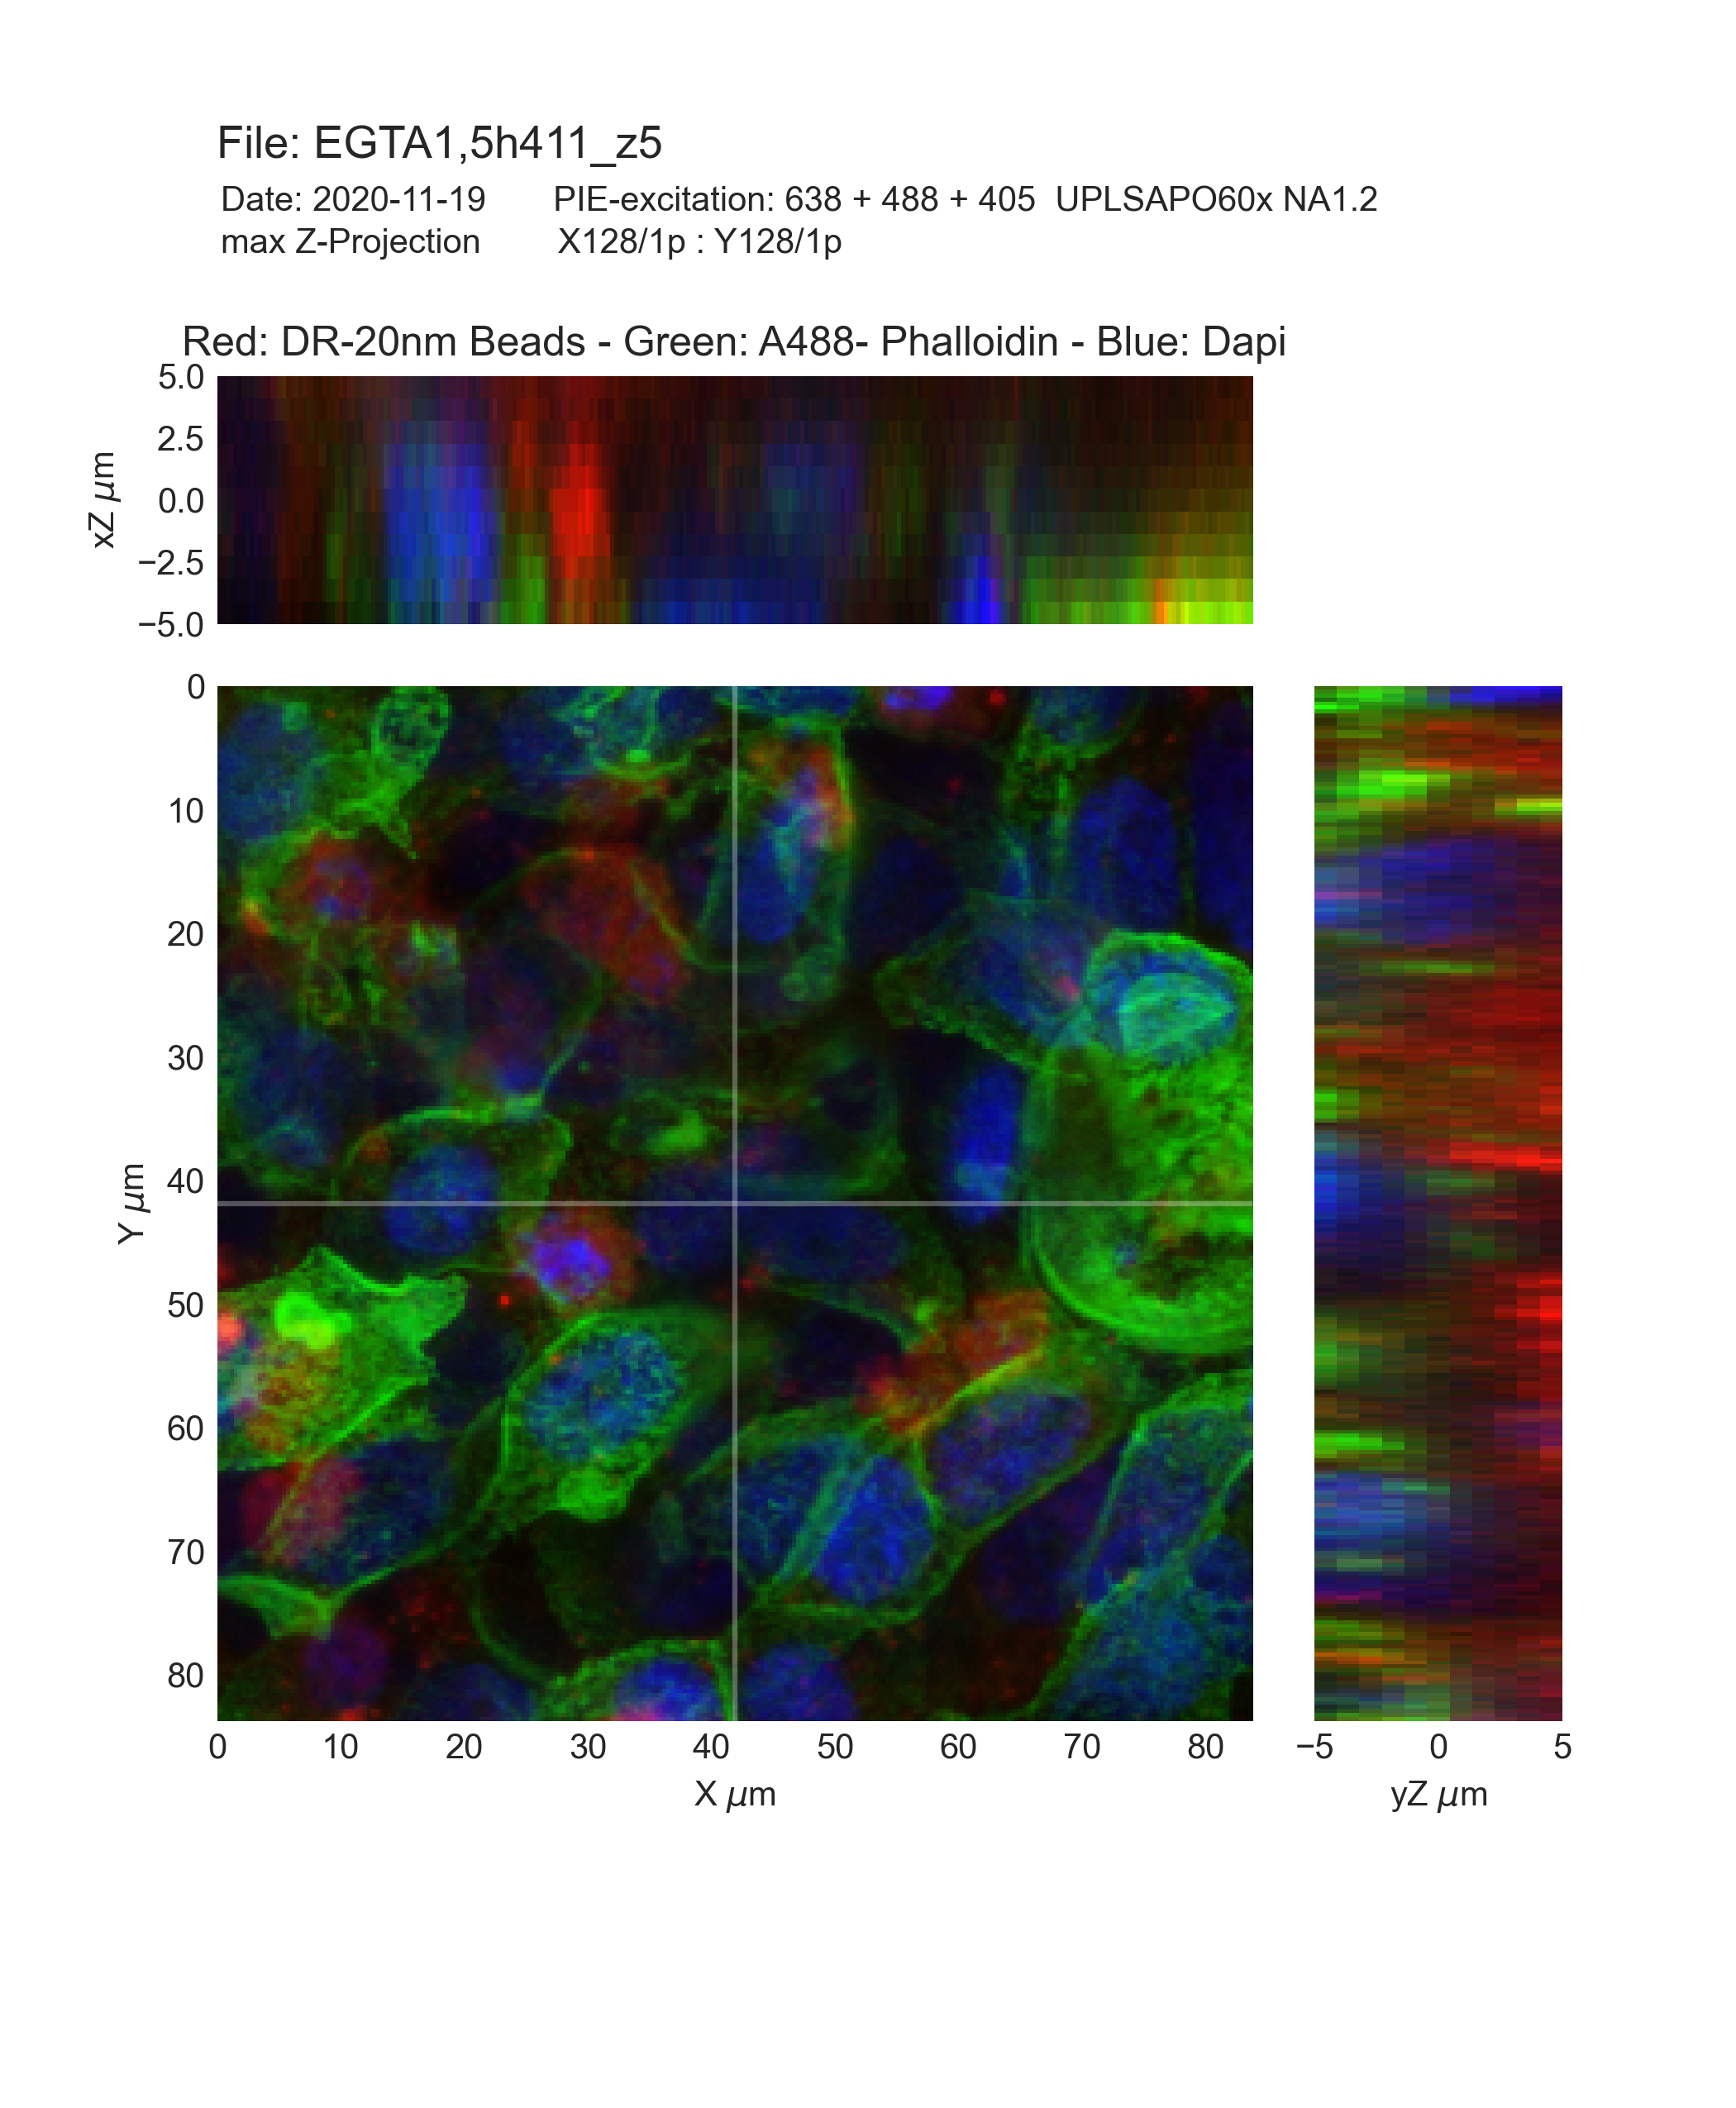 File: EGTA1,5h411_z5
Date: 2020-11-19 PIE-excitation: 638 + 488 + 405 UPLSAPO60x NA1.2
max Z-Projection X128/1p : Y128/1p
Red: DR-20nm Beads - Green: A488- Phalloidin - Blue: Dapi
5.0
2.5
0.0
−2.5
−5.0
xZ μm
0
10
20
30
40
50
60
70
80
Y μm
0 10 20 30 40 50 60 70 80
X μm
−5 0 5
yZ μm